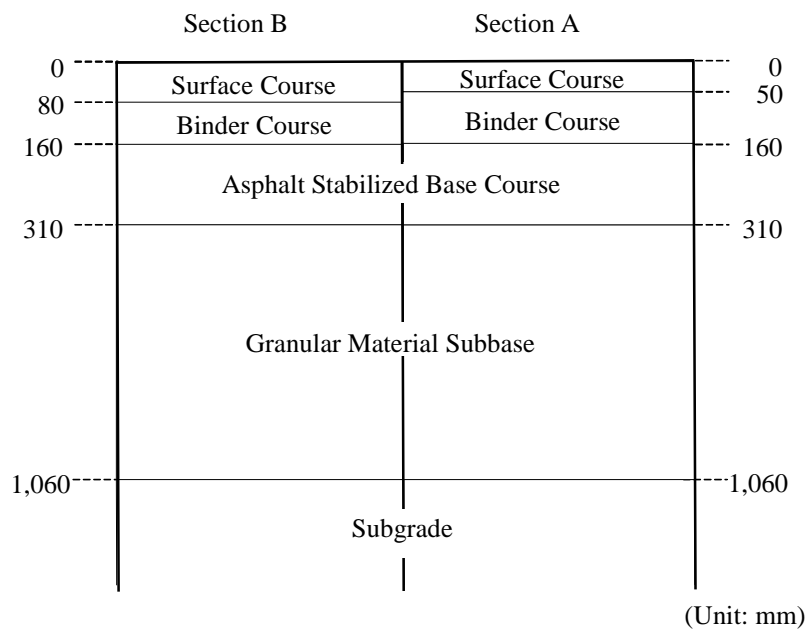 Section B Section A
0 0
Surface Course Surface Course
80 50
Binder Course Binder Course
160 160
Asphalt Stabilized Base Course
310 310
Granular Material Subbase
1,060 1,060
Subgrade
(Unit: mm)